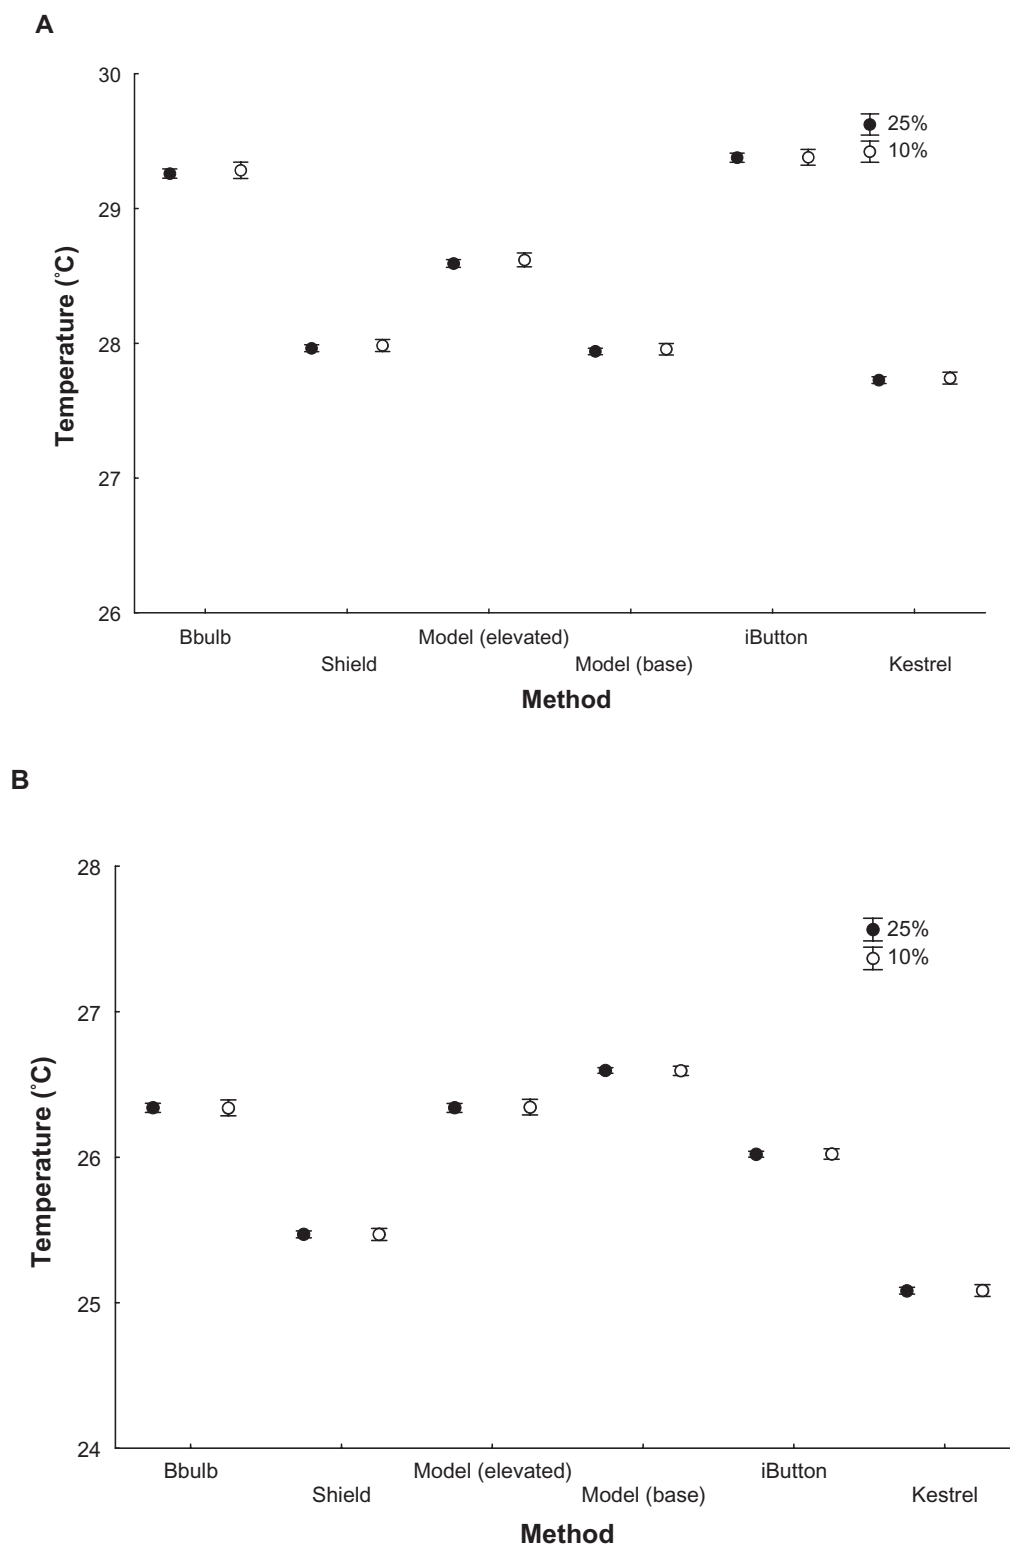 A
30
29
28
27
26
Temperature (˚C)
25%
10%
Bbulb
Shield
Model (elevated)
Model (base)
iButton
Kestrel
Method
B
28
27
26
25
24
Temperature (˚C)
25%
10%
Bbulb
Shield
Model (elevated)
Model (base)
iButton
Kestrel
Method